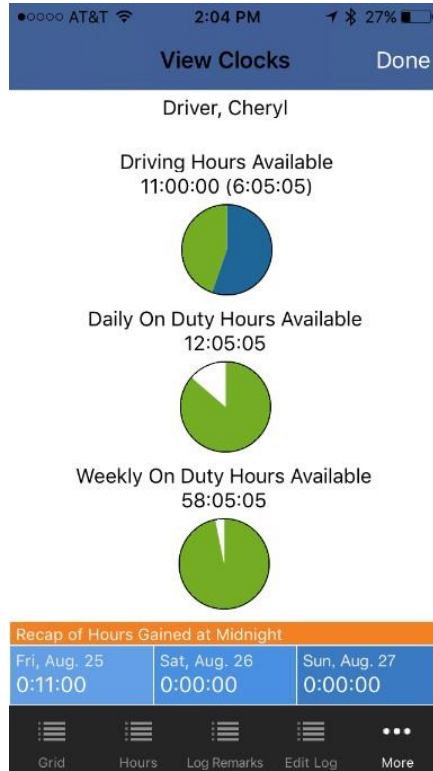 AT&T 2:04 PM 27%
View Clocks Done
Driver, Cheryl
Driving Hours Available
11:00:00 (6:05:05)
Daily On Duty Hours Available
12:05:05
Weekly On Duty Hours Available
58:05:05
Recap of Hours Gained at Midnight
Fri, Aug. 25 Sat, Aug. 26 Sun, Aug. 27
0:11:00 0:00:00 0:00:00
Grid Hours Log Remarks Edit Log More